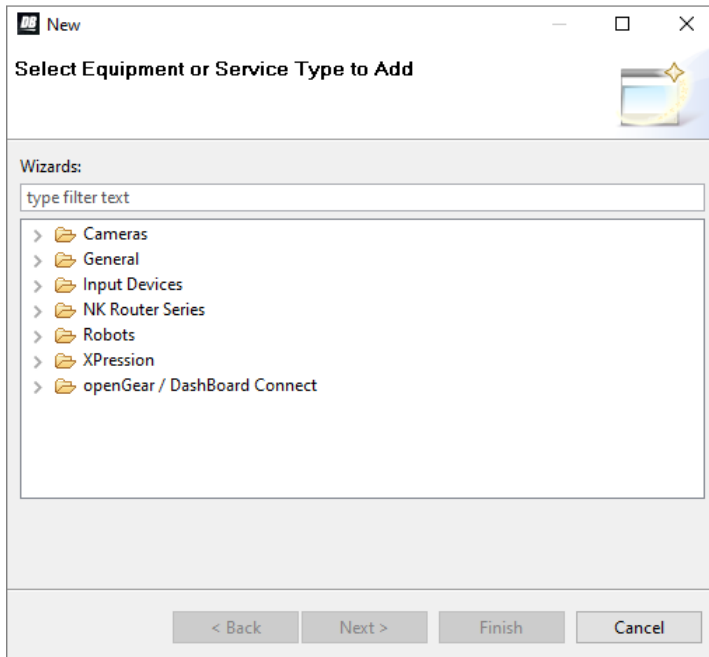 DB New
Select Equipment or Service Type to Add
Wizards:
type filter text
Cameras
General
Input Devices
NK Router Series
Robots
XPression
openGear / DashBoard Connect
< Back Next > Finish Cancel